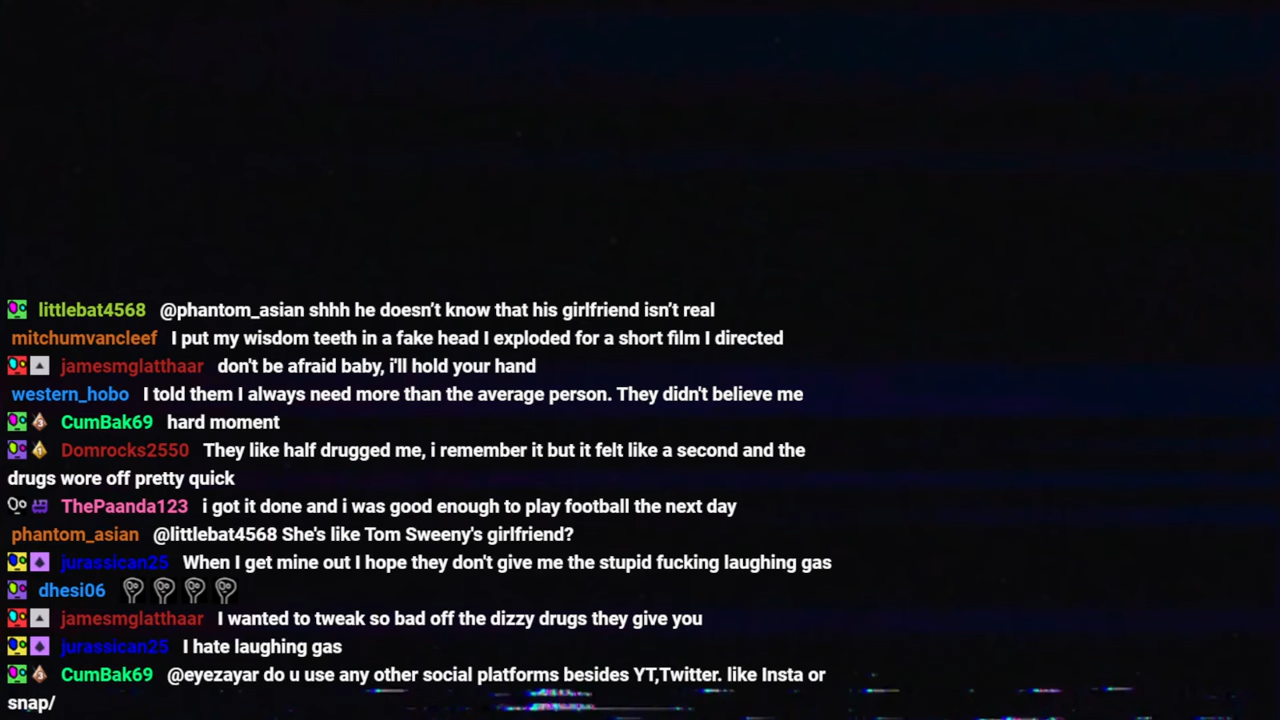 littlebat4568 @phantom_asian shhh he doesn’t know that his girlfriend isn’t real
mitchumvancleef I put my wisdom teeth in a fake head I exploded for a short film I directed
jamesmglatthaar don't be afraid baby, i'll hold your hand
western_hobo I told them I always need more than the average person. They didn't believe me
CumBak69 hard moment
Domrocks2550 They like half drugged me, i remember it but it felt like a second and the
drugs wore off pretty quick
ThePaanda123 i got it done and i was good enough to play football the next day
phantom_asian @littlebat4568 She's like Tom Sweeny's girlfriend?
jurassican25 When I get mine out I hope they don't give me the stupid fucking laughing gas
dhesi06
jamesmglatthaar I wanted to tweak so bad off the dizzy drugs they give you
jurassican25 I hate laughing gas
CumBak69 @eyezayar do u use any other social platforms besides YT,Twitter. like Insta or
snap/